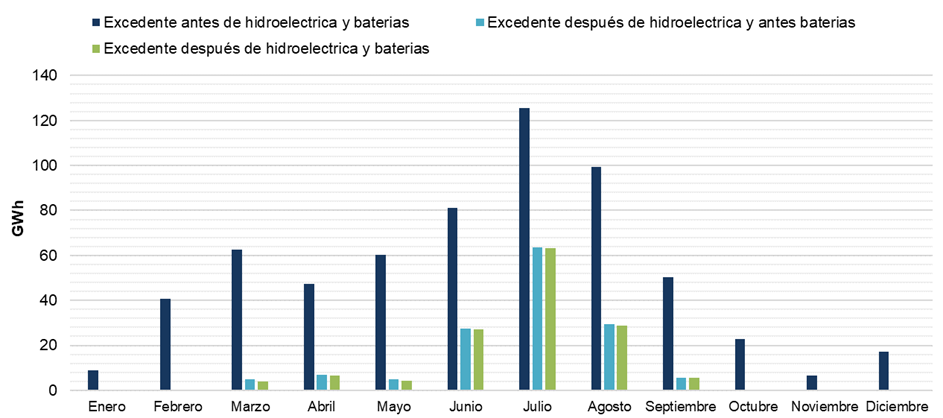 Excedente antes de hidroelectrica y baterias
Excedente después de hidroelectrica y antes baterias
Excedente después de hidroelectrica y baterias
GWh
140
120
100
80
60
40
20
0
Enero Febrero Marzo Abril Mayo Junio Julio Agosto Septiembre Octubre Noviembre Diciembre